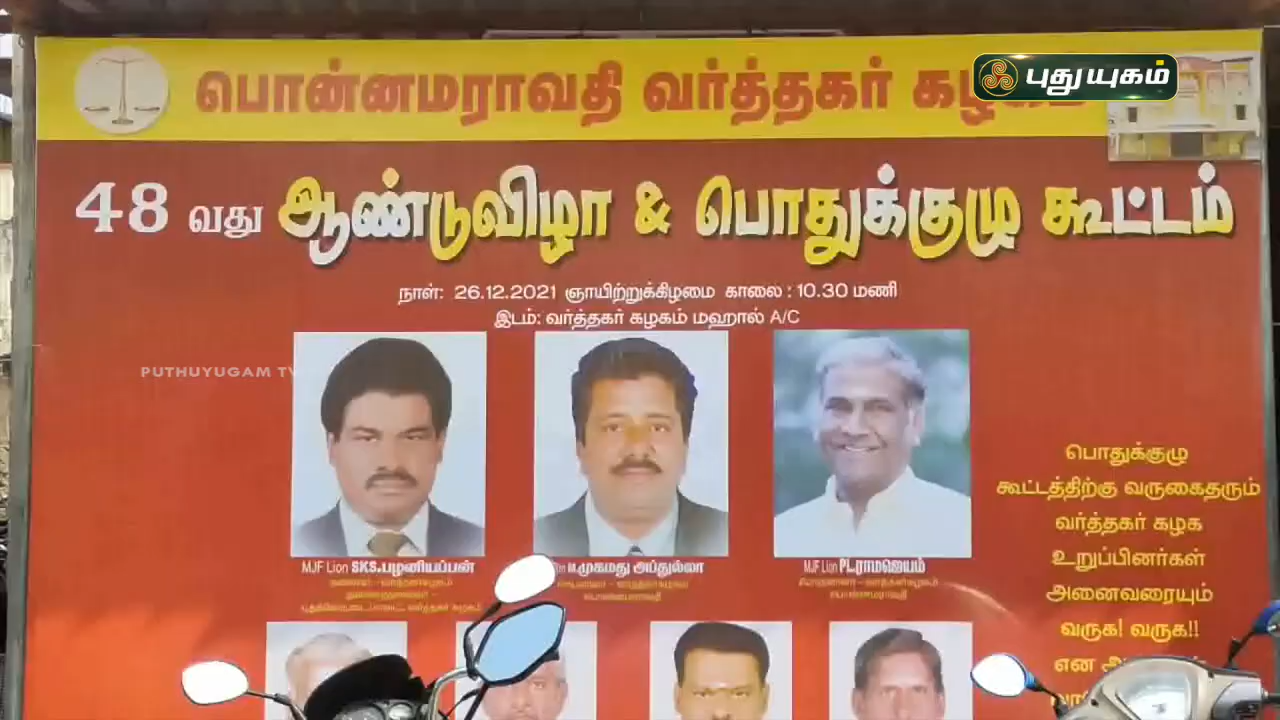 புதுயுகம்
பொன்னமராவதி வர்த்தகர் கழகம்
48 வது ஆண்டுவிழா & பொதுக்குழு கூட்டம்
நாள்: 26.12.2021 ஞாயிற்றுக்கிழமை காலை : 10.30 மணி
இடம்: வர்த்தகர் கழகம் மஹால் A/C
PUTHUYUGAM TV
MJF Lion SKS.பழனியப்பன்
முகமது அப்துல்லா
MJF Lion PL.ராமஜெயம்
பொதுக்குழு
கூட்டத்திற்கு வருகைதரும்
வர்த்தகர் கழக
உறுப்பினர்கள்
அனைவரையும்
வருக! வருக!!
என